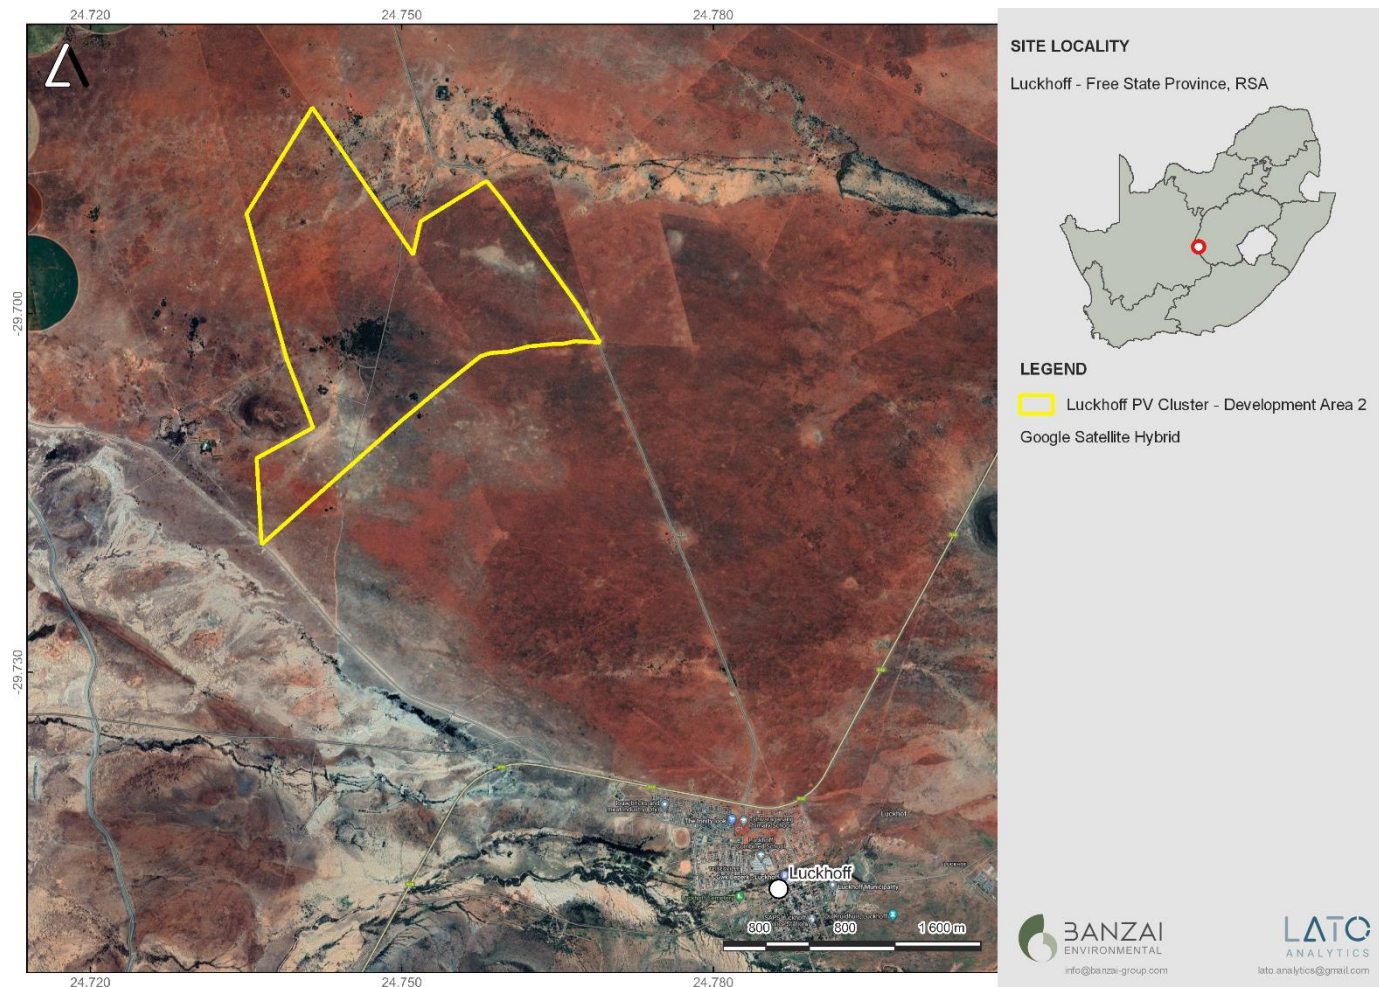 24.720
24.750
24.780
-29.700
-29.730
SITE LOCALITY
Luckhoff - Free State Province, RSA
LEGEND
Luckhoff PV Cluster - Development Area 2
Google Satellite Hybrid
Luckhoff
Luckhoff Municipality
800
800
1 600 m
BANZAI
ENVIRONMENTAL
info@banzai-group.com
LATO
ANALYTICS
lato.analytics@gmail.com
24.720
24.750
24.780